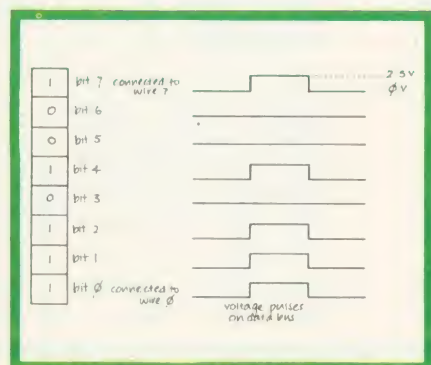 1 bit 7 connected to wire 7
2.5v
0 bit 6
øv
0 bit 5
1 bit 4
0 bit 3
1 bit 2
1 bit 1
1 bit ø connected to wire ø
voltage pulses
on data bus